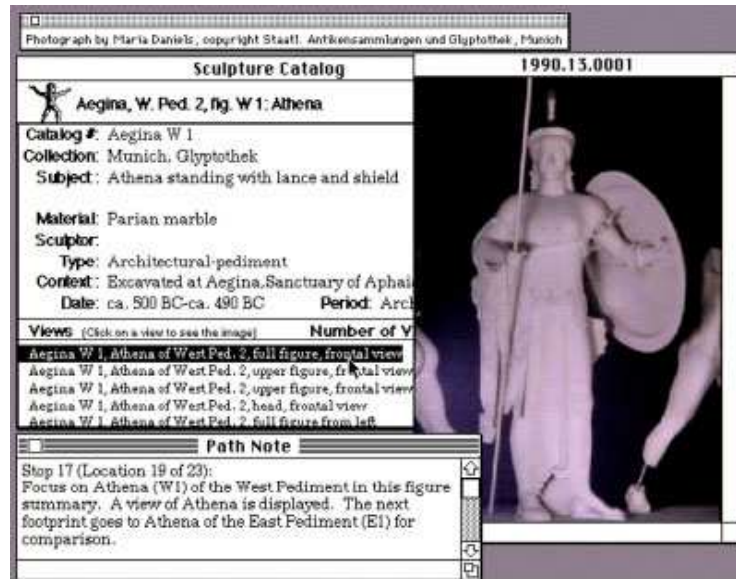 Photograph by Maria Daniels, copyright Staatl. Antikensammlungen und Glyptothek, Munich
Sculpture Catalog
Aegina, W. Ped. 2, fig. W 1: Athena
Catalog #: Aegina W 1
Collection: Munich, Glyptothek
Subject: Athena standing with lance and shield
Material: Parian marble
Sculptor:
Type: Architectural-pediment
Context: Excavated at Aegina,Sanctuary of Aphai
Date: ca. 500 BC-ca. 490 BC Period: Arc
Views (Click on a view to see the image) Number of V
Aegina W 1, Athena of West Ped. 2, full figure, frontal view
Aegina W 1, Athena of West Ped. 2, upper figure, frontal view
Aegina W 1, Athena of West Ped. 2, upper figure, frontal view
Aegina W 1, Athena of West Ped. 2, head, frontal view
Aegina W 1, Athena of West Ped. 2, full figure from left
1990.13.0001
Path Note
Stop 17 (Location 19 of 23):
Focus on Athena (W1) of the West Pediment in this figure
summary. A view of Athena is displayed. The next
footprint goes to Athena of the East Pediment (E1) for
comparison.